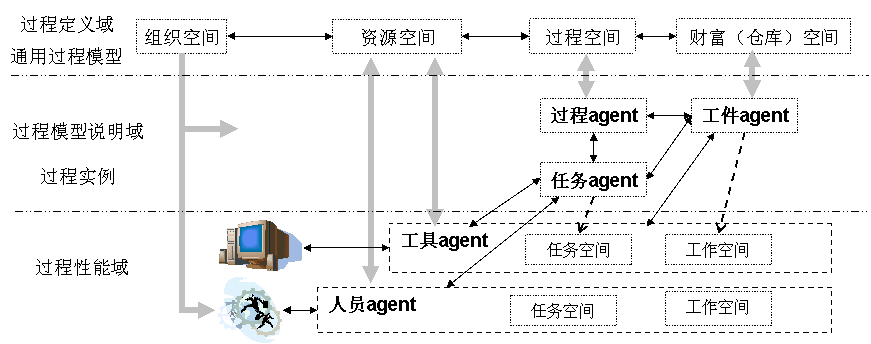 过程定义域
通用过程模型
组织空间
资源空间
过程空间
财富（仓库）空间
过程模型说明域
过程实例
过程agent
工件agent
任务agent
过程性能域
工具agent
任务空间
工作空间
人员agent
任务空间
工作空间